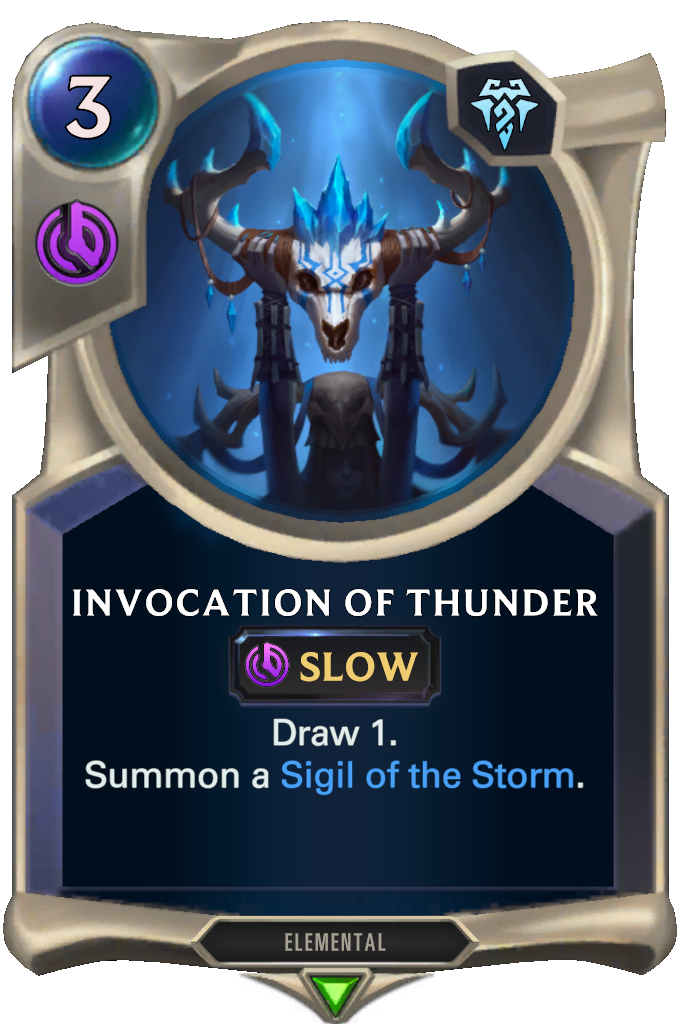 3
INVOCATION OF THUNDER
SLOW
Draw 1.
Summon a Sigil of the Storm.
ELEMENTAL